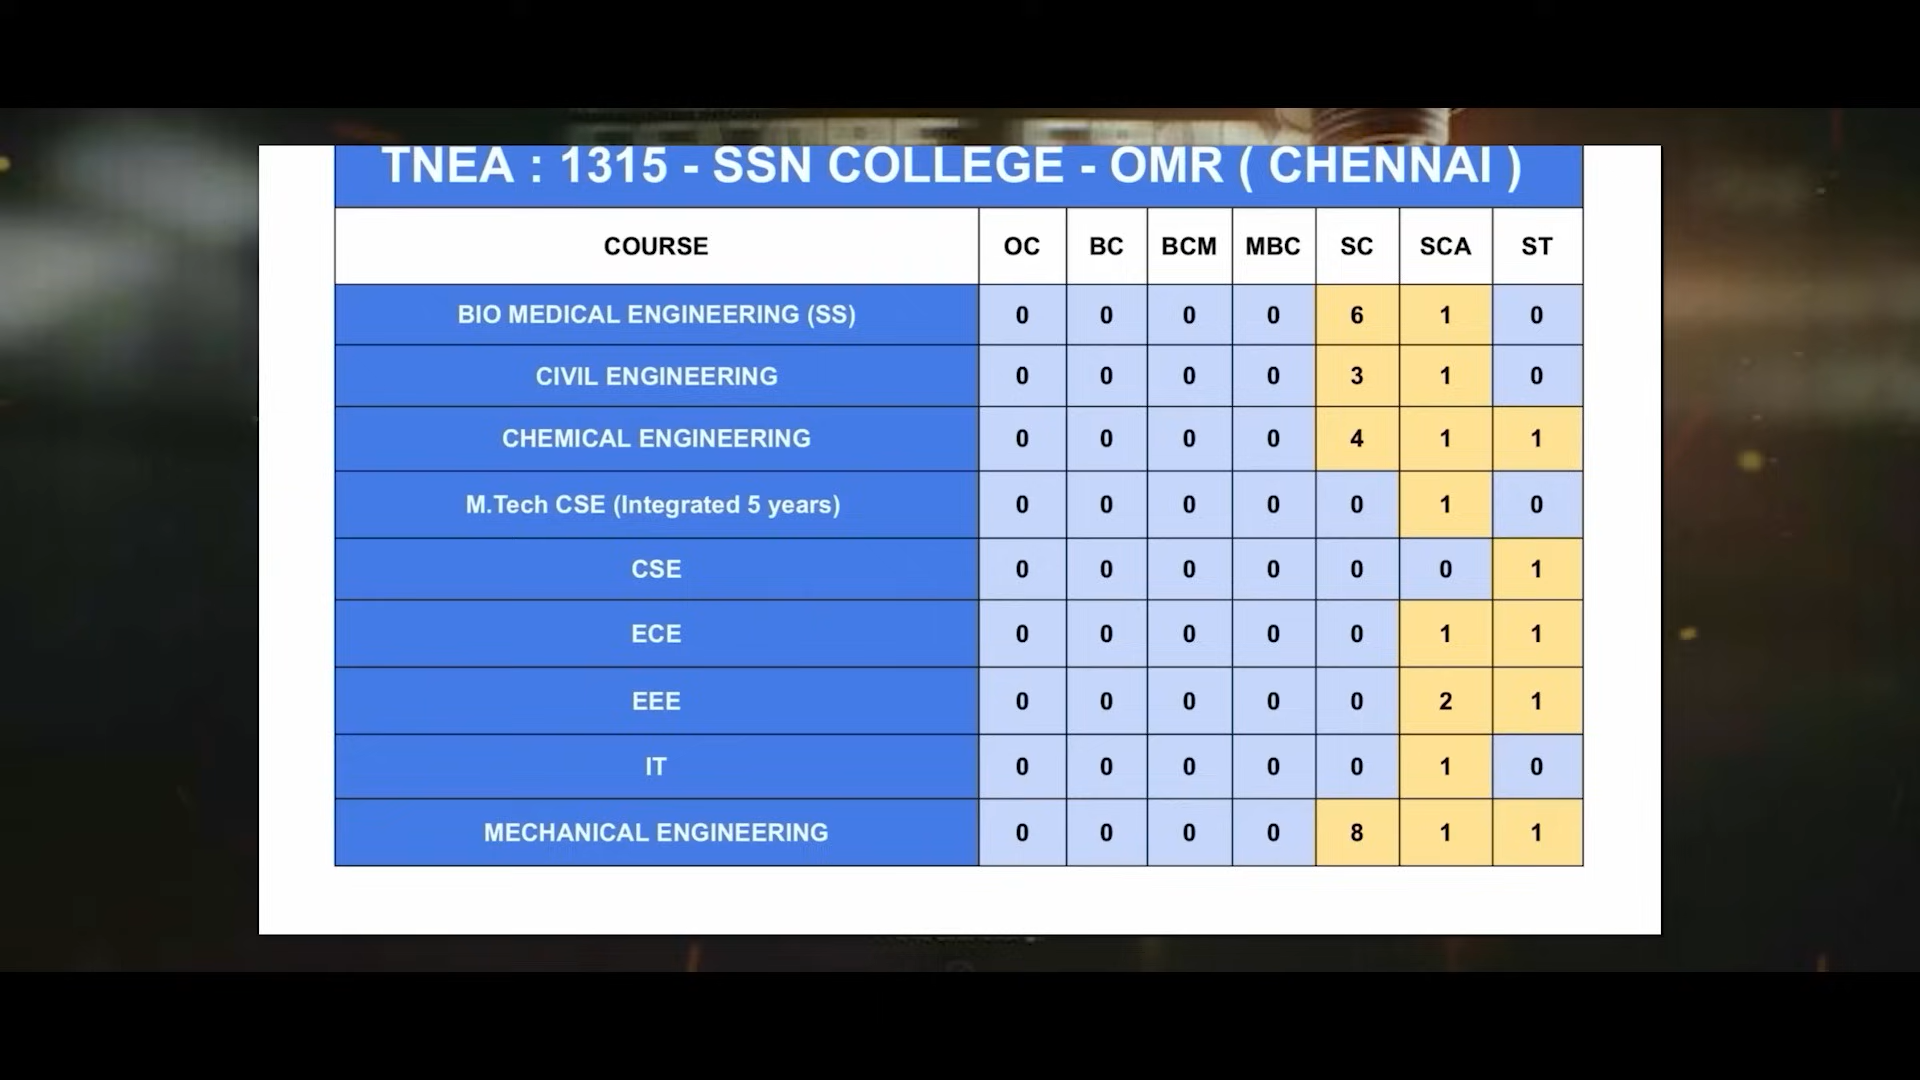 TNEA : 1315 - SSN COLLEGE - OMR ( CHENNAI )
COURSE OC BC BCM MBC SC SCA ST
BIO MEDICAL ENGINEERING (SS) 0 0 0 0 6 1 0
CIVIL ENGINEERING 0 0 0 0 3 1 0
CHEMICAL ENGINEERING 0 0 0 0 4 1 1
M.Tech CSE (Integrated 5 years) 0 0 0 0 0 1 0
CSE 0 0 0 0 0 0 1
ECE 0 0 0 0 0 1 1
EEE 0 0 0 0 0 2 1
IT 0 0 0 0 0 1 0
MECHANICAL ENGINEERING 0 0 0 0 8 1 1